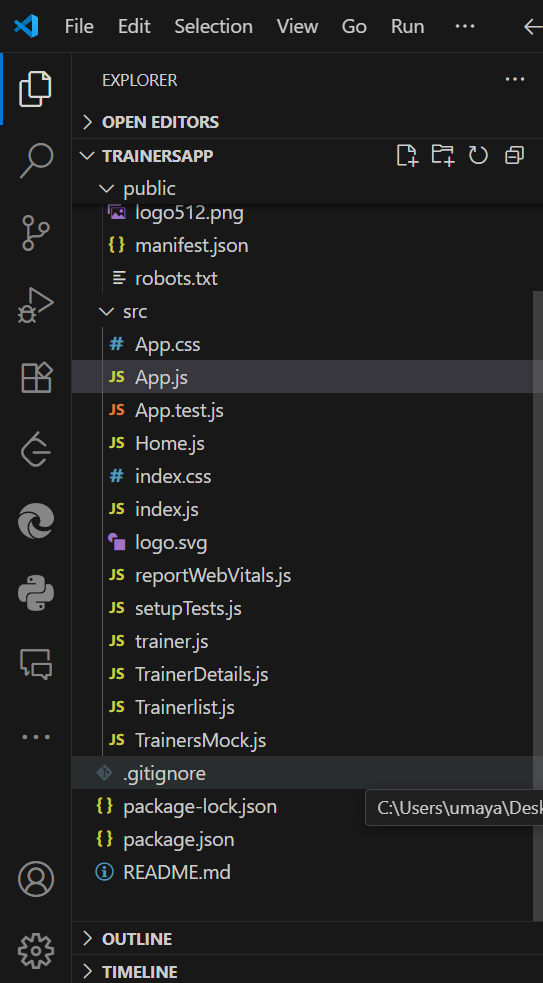 File Edit Selection View Go Run ...
EXPLORER
OPEN EDITORS
TRAINERSAPP
public
logo512.png
{} manifest.json
robots.txt
src
# App.css
JS App.js
JS App.test.js
JS Home.js
# index.css
JS index.js
logo.svg
JS reportWebVitals.js
JS setupTests.js
JS trainer.js
JS TrainerDetails.js
JS Trainerlist.js
JS TrainersMock.js
.gitignore
{} package-lock.json
C:\Users\umaya\Desk
{} package.json
README.md
OUTLINE
TIMELINE